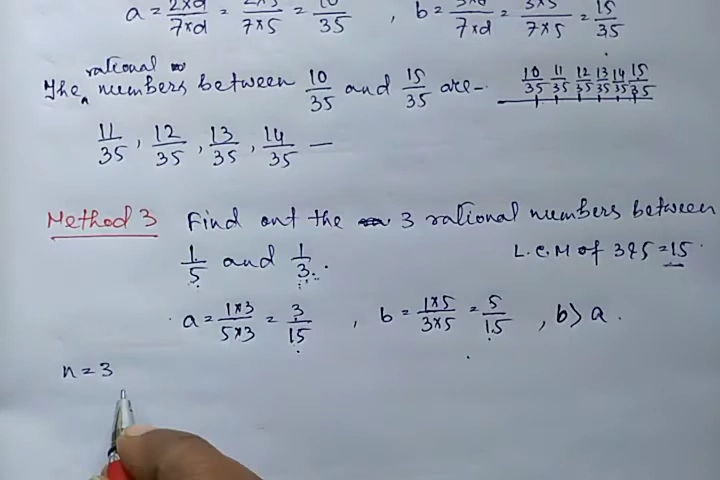 a = 2×d/7×d = 2×5/7×5 = 10/35 , b = 3×5/7×d = 3×5/7×5 = 15/35
The rational numbers between 10/35 and 15/35 are- 10/35 11/35 12/35 13/35 14/35 15/35
11/35 , 12/35 , 13/35 , 14/35 —
Method 3 Find out the 3 rational numbers between
1/5 and 1/3 . L.C.M of 3&5 = 15
a = 1×3/5×3 = 3/15 , b = 1×5/3×5 = 5/15 , b > a .
n = 3